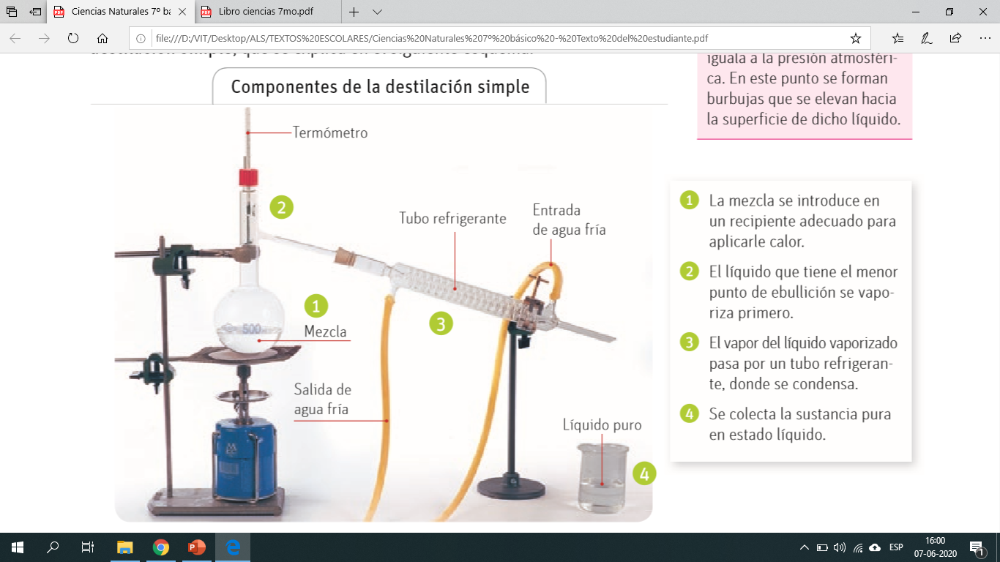 Ciencias Naturales 7º ba
Libro ciencias 7mo.pdf
file:///D:/VIT/Desktop/ALS/TEXTOS%20ESCOLARES/Ciencias%20Naturales%207º%20básico%20-%20Texto%20del%20estudiante.pdf
iguala a la presión atmosféri-
ca. En este punto se forman
burbujas que se elevan hacia
la superficie de dicho líquido.
Componentes de la destilación simple
Termómetro
2
Tubo refrigerante
Entrada
de agua fría
1
Mezcla
500
3
Salida de
agua fría
Líquido puro
4
1 La mezcla se introduce en
un recipiente adecuado para
aplicarle calor.
2 El líquido que tiene el menor
punto de ebullición se vapo-
riza primero.
3 El vapor del líquido vaporizado
pasa por un tubo refrigeran-
te, donde se condensa.
4 Se colecta la sustancia pura
en estado líquido.
ESP
16:00
07-06-2020
1